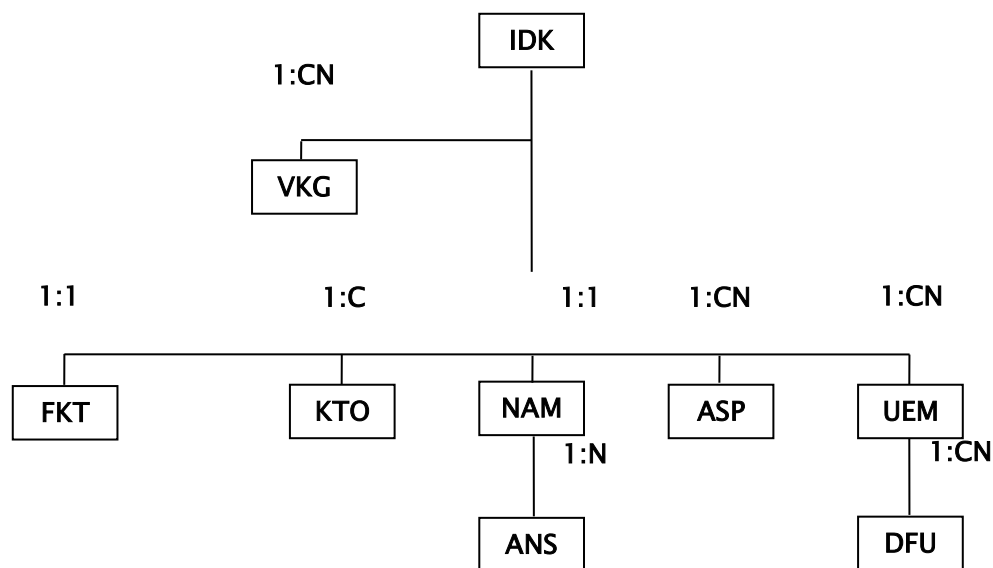 IDK
1:CN
VKG
1:1
1:C
1:1
1:CN
1:CN
FKT
KTO
NAM
ASP
UEM
1:N
1:CN
ANS
DFU